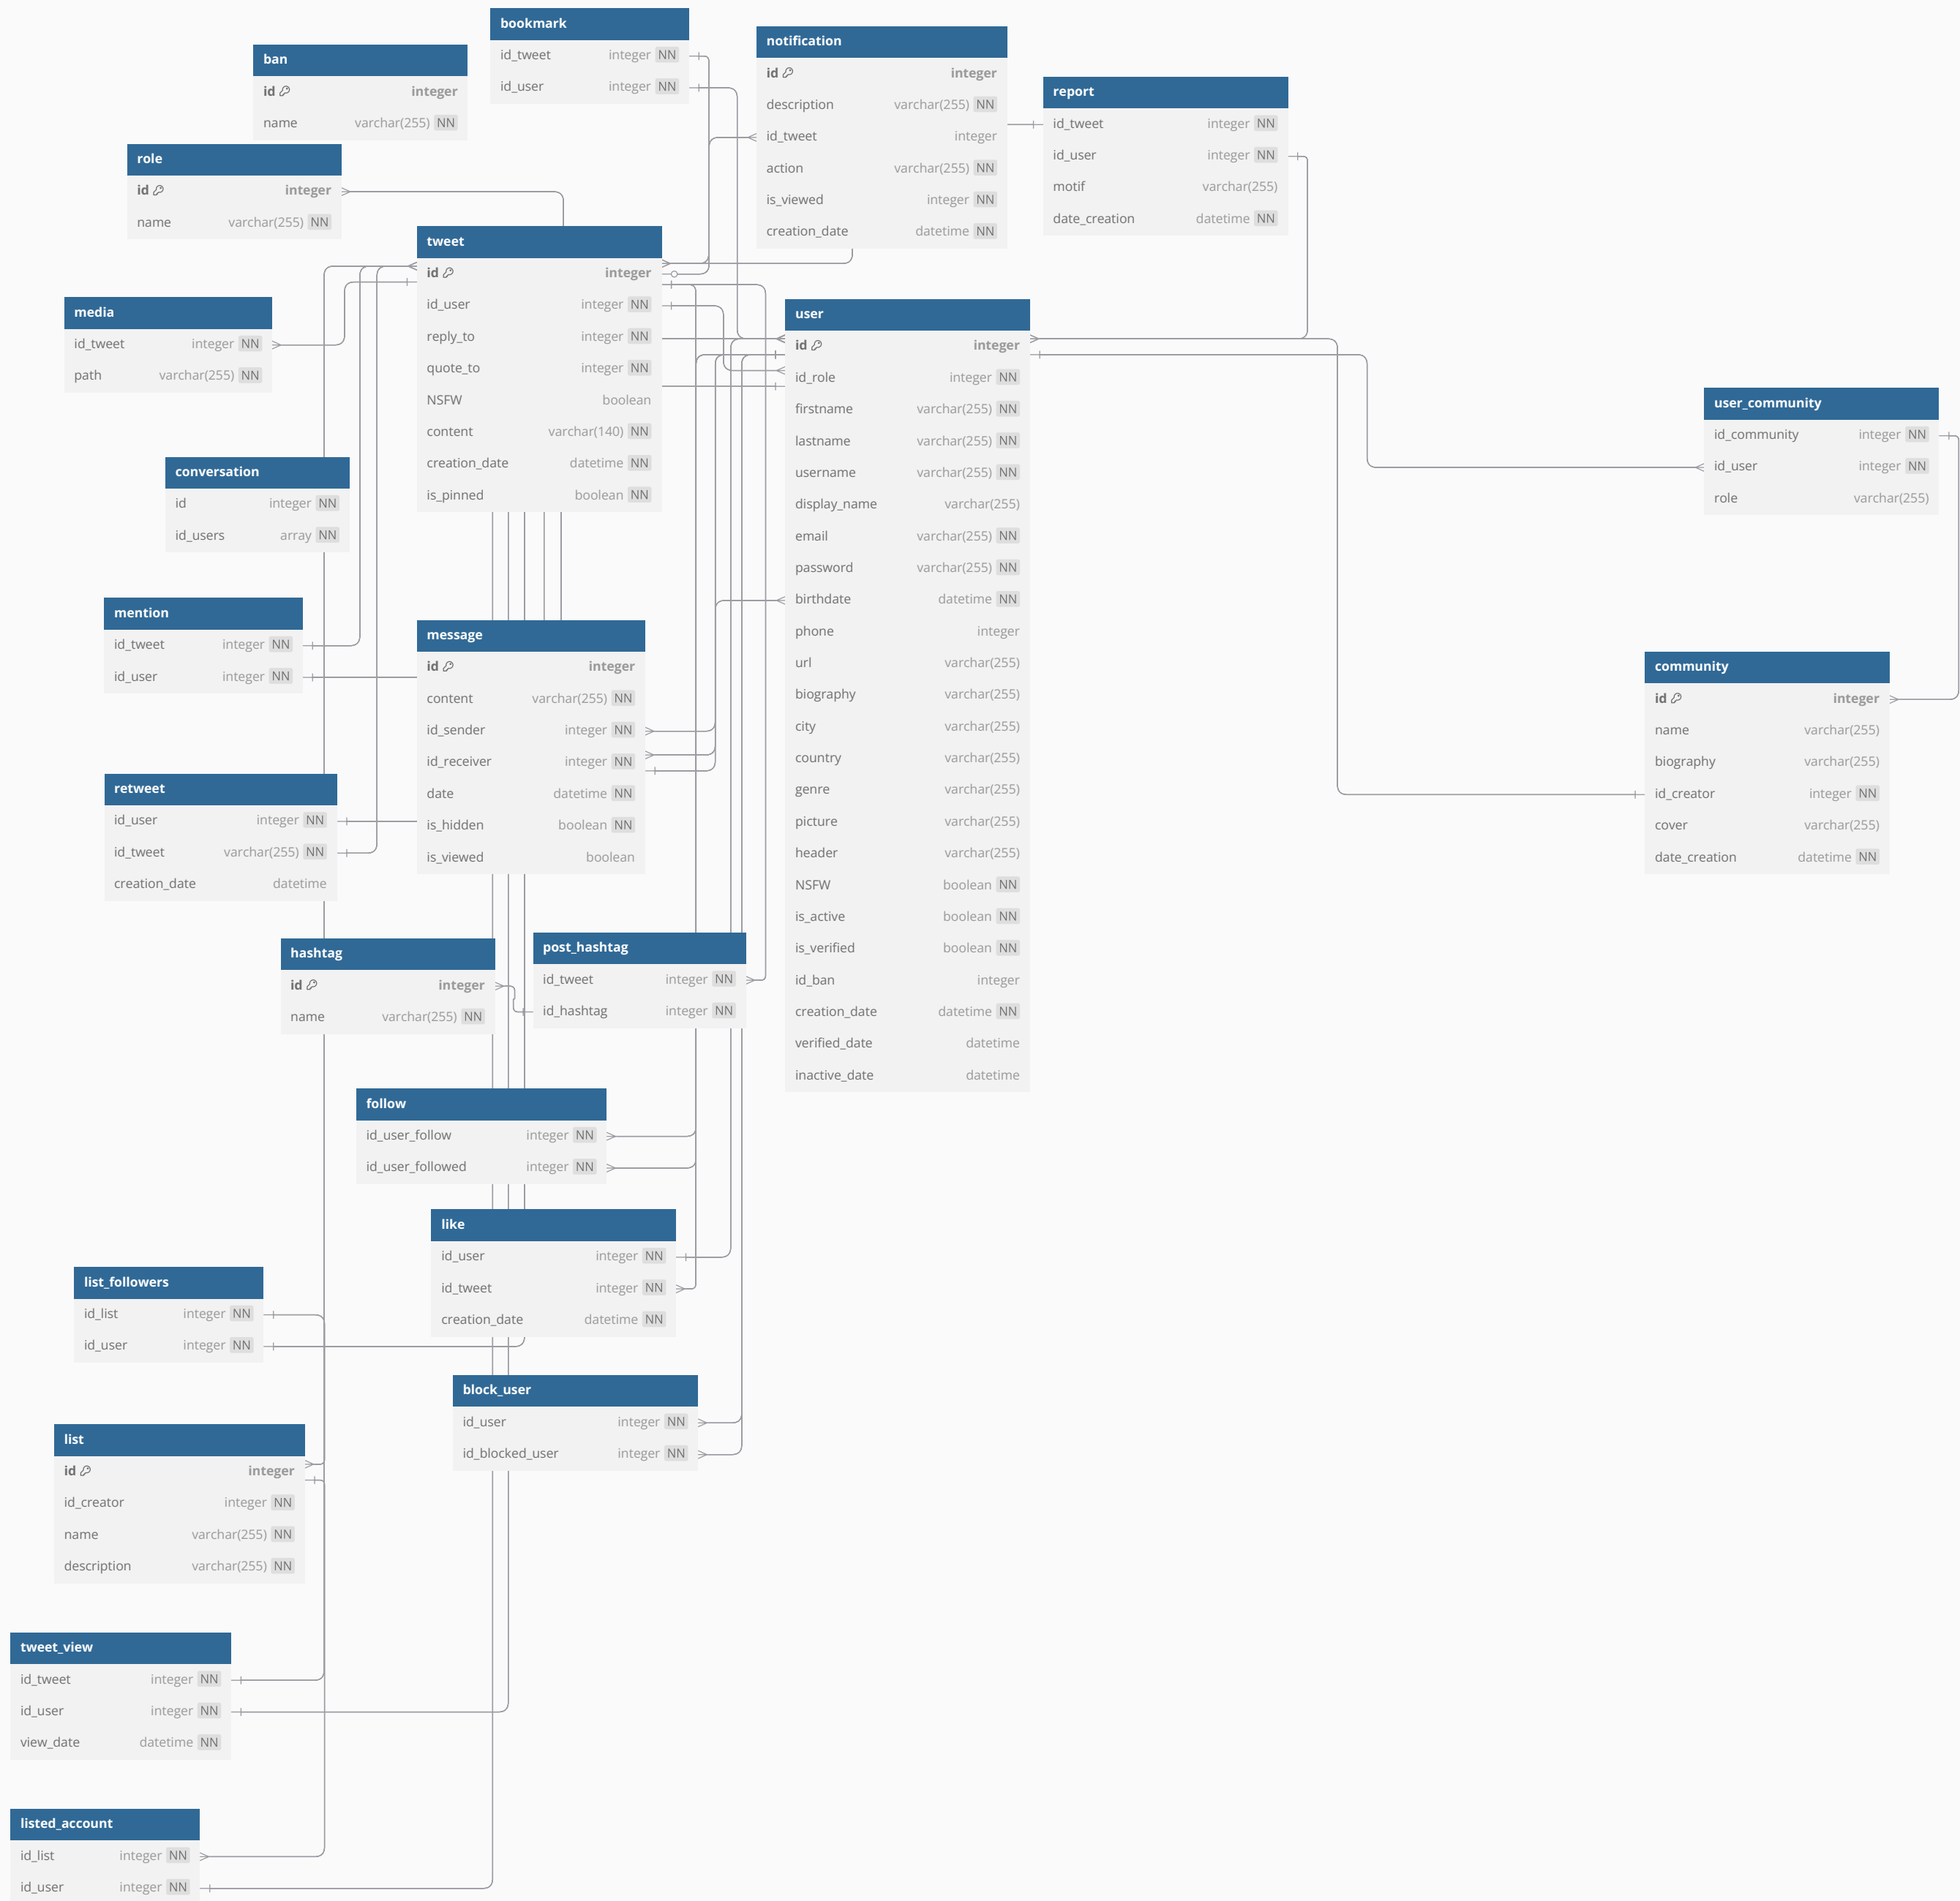 bookmark
id_tweet integer NN
id_user integer NN
notification
id integer
description varchar(255) NN
id_tweet integer
action varchar(255) NN
is_viewed integer NN
creation_date datetime NN
ban
id integer
name varchar(255) NN
report
id_tweet integer NN
id_user integer NN
motif varchar(255)
date_creation datetime NN
role
id integer
name varchar(255) NN
tweet
id integer
id_user integer NN
reply_to integer NN
quote_to integer NN
NSFW boolean
content varchar(140) NN
creation_date datetime NN
is_pinned boolean NN
media
id_tweet integer NN
path varchar(255) NN
user
id integer
id_role integer NN
firstname varchar(255) NN
lastname varchar(255) NN
username varchar(255) NN
display_name varchar(255)
email varchar(255) NN
password varchar(255) NN
birthdate datetime NN
phone integer
url varchar(255)
biography varchar(255)
city varchar(255)
country varchar(255)
genre varchar(255)
picture varchar(255)
header varchar(255)
NSFW boolean NN
is_active boolean NN
is_verified boolean NN
id_ban integer
creation_date datetime NN
verified_date datetime
inactive_date datetime
user_community
id_community integer NN
id_user integer NN
role varchar(255)
conversation
id integer NN
id_users array NN
mention
id_tweet integer NN
id_user integer NN
message
id integer
content varchar(255) NN
id_sender integer NN
id_receiver integer NN
date datetime NN
is_hidden boolean NN
is_viewed boolean
community
id integer
name varchar(255)
biography varchar(255)
id_creator integer NN
cover varchar(255)
date_creation datetime NN
retweet
id_user integer NN
id_tweet varchar(255) NN
creation_date datetime
hashtag
id integer
name varchar(255) NN
post_hashtag
id_tweet integer NN
id_hashtag integer NN
follow
id_user_follow integer NN
id_user_followed integer NN
like
id_user integer NN
id_tweet integer NN
creation_date datetime NN
list_followers
id_list integer NN
id_user integer NN
block_user
id_user integer NN
id_blocked_user integer NN
list
id integer
id_creator integer NN
name varchar(255) NN
description varchar(255) NN
tweet_view
id_tweet integer NN
id_user integer NN
view_date datetime NN
listed_account
id_list integer NN
id_user integer NN